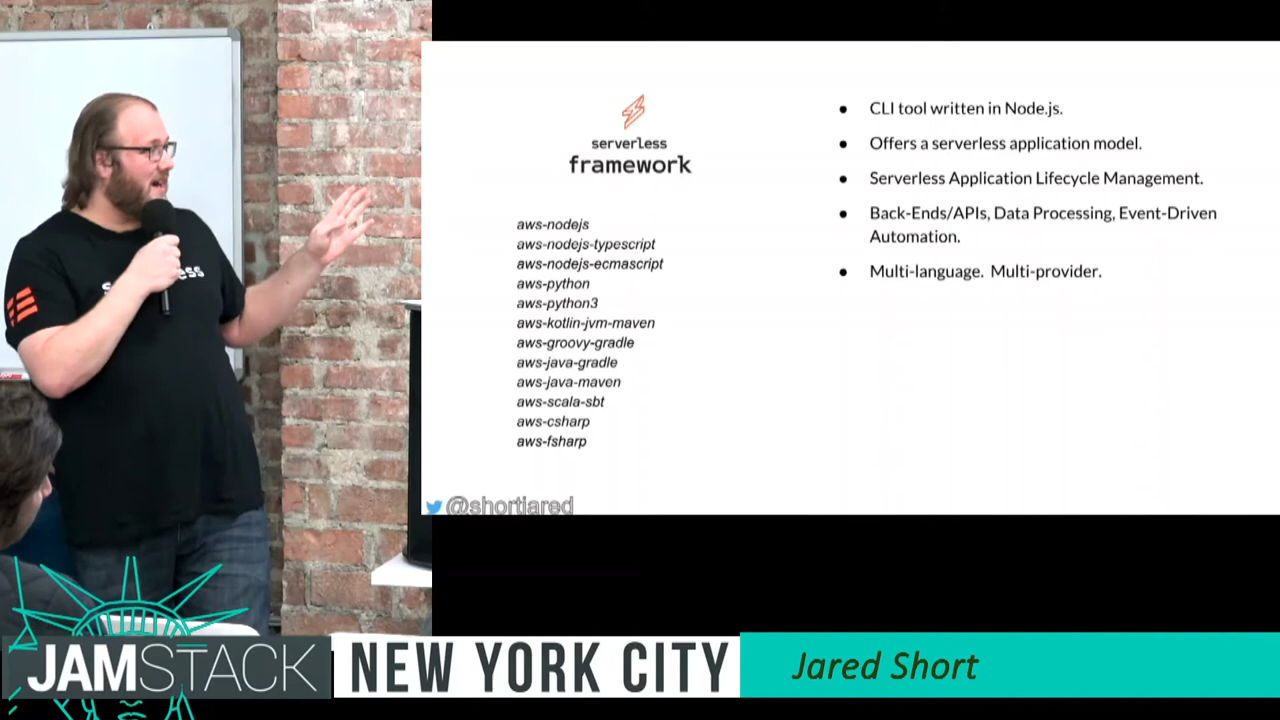 serverless
framework
aws-nodejs
aws-nodejs-typescript
aws-nodejs-ecmascript
aws-python
aws-python3
aws-kotlin-jvm-maven
aws-groovy-gradle
aws-java-gradle
aws-java-maven
aws-scala-sbt
aws-csharp
aws-fsharp
● CLI tool written in Node.js.
● Offers a serverless application model.
● Serverless Application Lifecycle Management.
● Back-Ends/APIs, Data Processing, Event-Driven
Automation.
● Multi-language. Multi-provider.
@shortjared
JAMSTACK NEW YORK CITY Jared Short